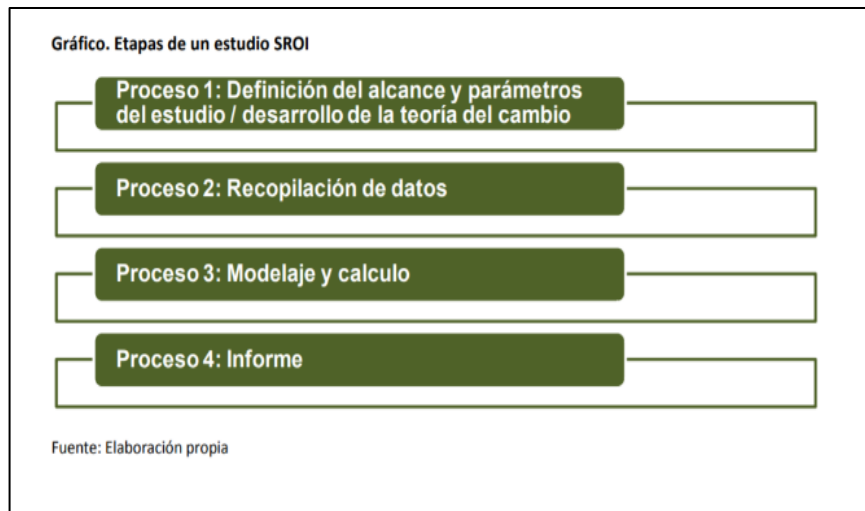 Gráfico. Etapas de un estudio SROI
Proceso 1: Definición del alcance y parámetros
del estudio / desarrollo de la teoría del cambio
Proceso 2: Recopilación de datos
Proceso 3: Modelaje y calculo
Proceso 4: Informe
Fuente: Elaboración propia